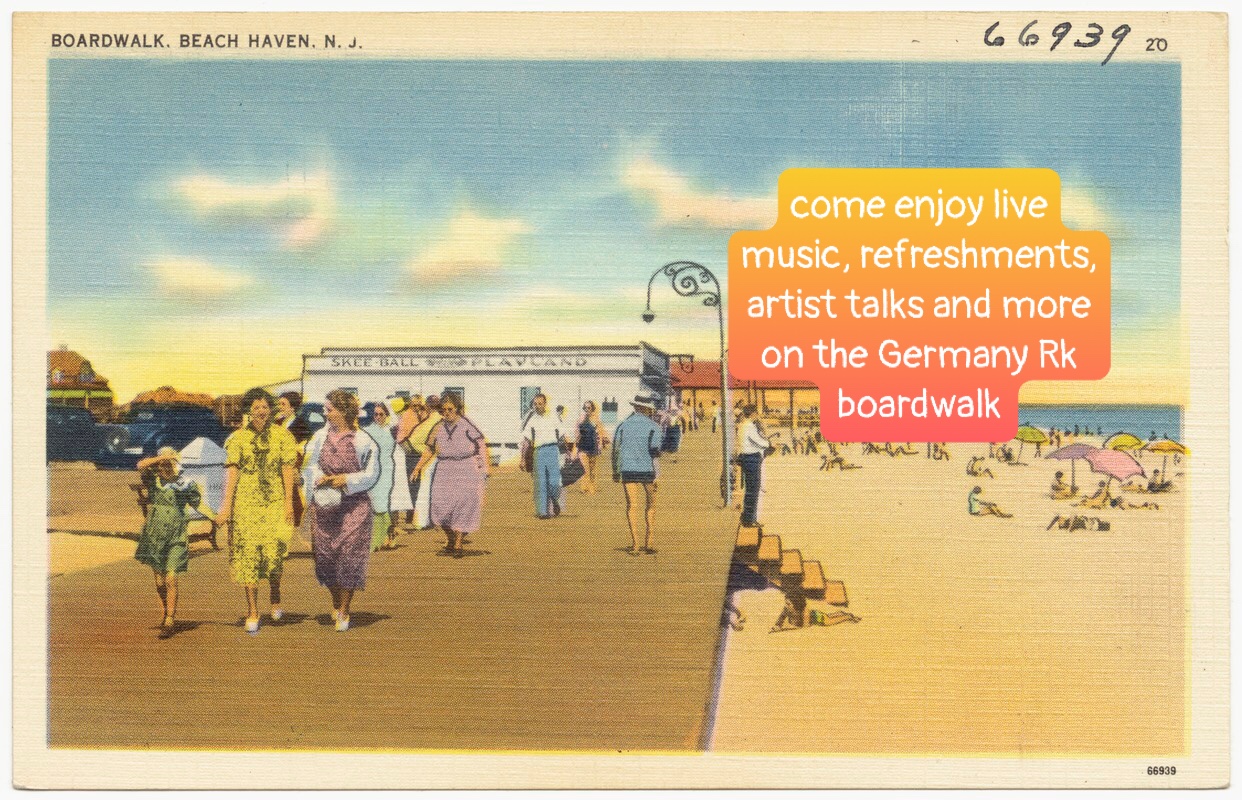 BOARDWALK, BEACH HAVEN, N. J.
66939 20
SKEE-BALL PLAYLAND
come enjoy live
music, refreshments,
artist talks and more
on the Germany Rk
boardwalk
66939